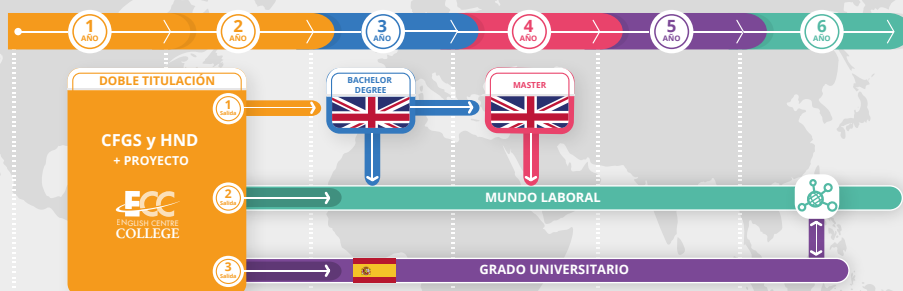 1
AÑO
2
AÑO
3
AÑO
4
AÑO
5
AÑO
6
AÑO
DOBLE TITULACIÓN
1
Salida
CFGS y HND
+ PROYECTO
BACHELOR
DEGREE
MASTER
2
Salida
MUNDO LABORAL
ECC
ENGLISH CENTRE
COLLEGE
3
Salida
GRADO UNIVERSITARIO